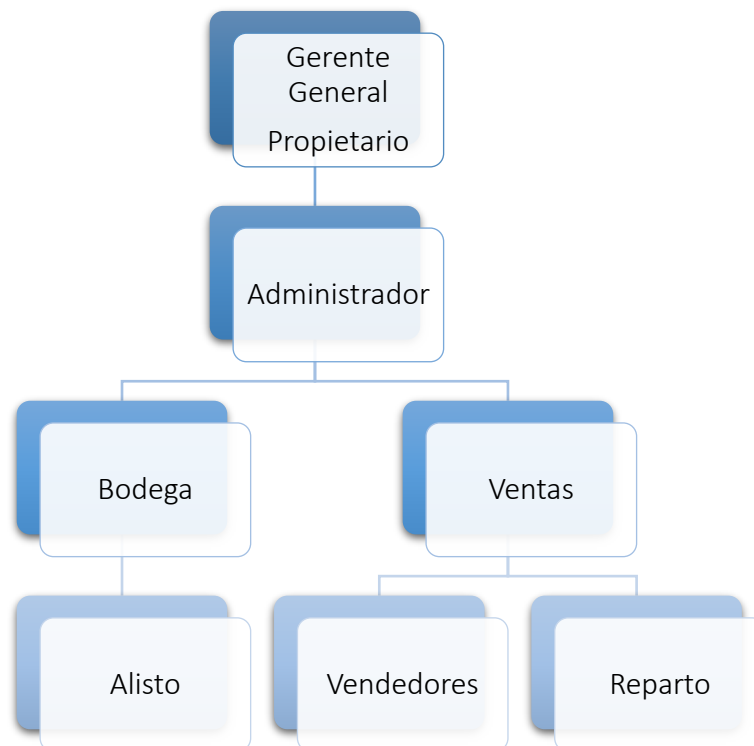 Gerente
General
Propietario
Administrador
Bodega
Ventas
Alisto
Vendedores
Reparto